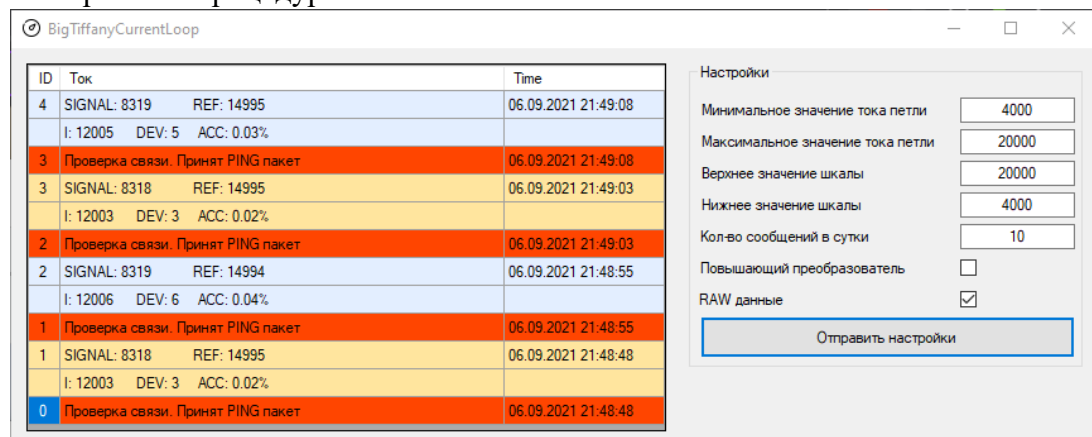 BigTiffanyCurrentLoop
ID Ток Time
4 SIGNAL: 8319 REF: 14995 06.09.2021 21:49:08
I: 12005 DEV: 5 ACC: 0.03%
3 Проверка связи. Принят PING пакет 06.09.2021 21:49:08
3 SIGNAL: 8318 REF: 14995 06.09.2021 21:49:03
I: 12003 DEV: 3 ACC: 0.02%
2 Проверка связи. Принят PING пакет 06.09.2021 21:49:03
2 SIGNAL: 8319 REF: 14994 06.09.2021 21:48:55
I: 12006 DEV: 6 ACC: 0.04%
1 Проверка связи. Принят PING пакет 06.09.2021 21:48:55
1 SIGNAL: 8318 REF: 14995 06.09.2021 21:48:48
I: 12003 DEV: 3 ACC: 0.02%
0 Проверка связи. Принят PING пакет 06.09.2021 21:48:48
Настройки
Минимальное значение тока петли 4000
Максимальное значение тока петли 20000
Верхнее значение шкалы 20000
Нижнее значение шкалы 4000
Кол-во сообщений в сутки 10
Повышающий преобразователь
RAW данные
Отправить настройки